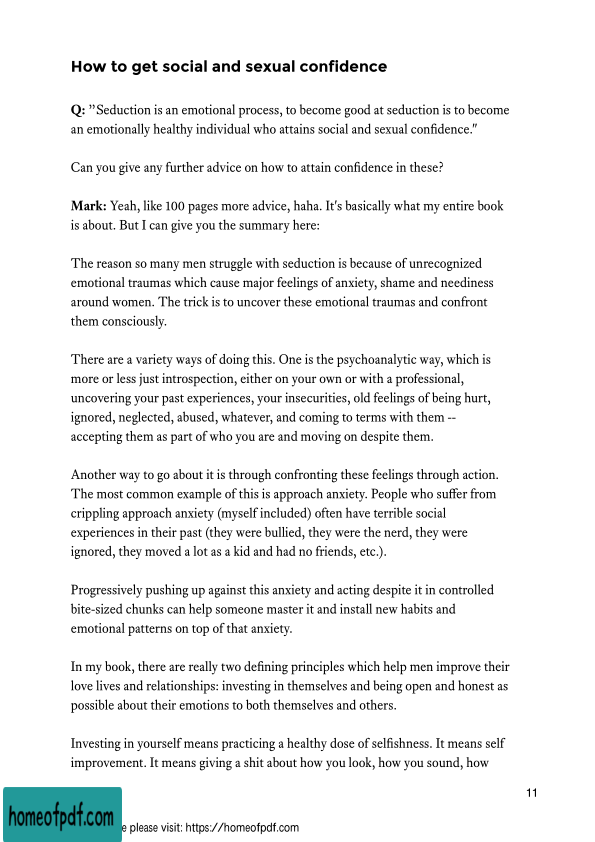 How to get social and sexual confidence
Q: ”Seduction is an emotional process, to become good at seduction is to become
an emotionally healthy individual who attains social and sexual confidence."
Can you give any further advice on how to attain confidence in these?
Mark: Yeah, like 100 pages more advice, haha. It's basically what my entire book
is about. But I can give you the summary here:
The reason so many men struggle with seduction is because of unrecognized
emotional traumas which cause major feelings of anxiety, shame and neediness
around women. The trick is to uncover these emotional traumas and confront
them consciously.
There are a variety ways of doing this. One is the psychoanalytic way, which is
more or less just introspection, either on your own or with a professional,
uncovering your past experiences, your insecurities, old feelings of being hurt,
ignored, neglected, abused, whatever, and coming to terms with them --
accepting them as part of who you are and moving on despite them.
Another way to go about it is through confronting these feelings through action.
The most common example of this is approach anxiety. People who suffer from
crippling approach anxiety (myself included) often have terrible social
experiences in their past (they were bullied, they were the nerd, they were
ignored, they moved a lot as a kid and had no friends, etc.).
Progressively pushing up against this anxiety and acting despite it in controlled
bite-sized chunks can help someone master it and install new habits and
emotional patterns on top of that anxiety.
In my book, there are really two defining principles which help men improve their
love lives and relationships: investing in themselves and being open and honest as
possible about their emotions to both themselves and others.
Investing in yourself means practicing a healthy dose of selfishness. It means self
improvement. It means giving a shit about how you look, how you sound, how
11
homeofpdf.com
e please visit: https://homeofpdf.com